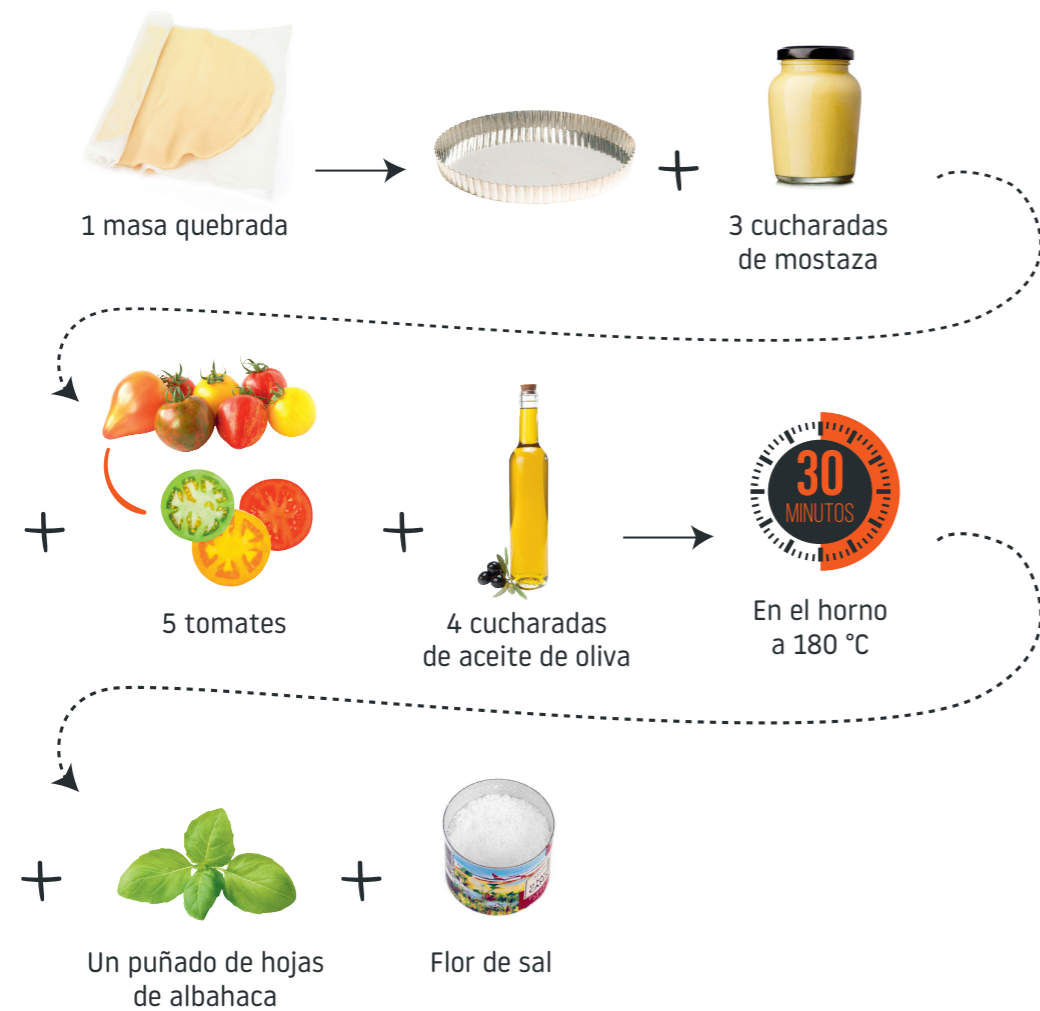 1 masa quebrada
3 cucharadas
de mostaza
5 tomates
4 cucharadas
de aceite de oliva
30
MINUTOS
En el horno
a 180 °C
Un puñado de hojas
de albahaca
Flor de sal